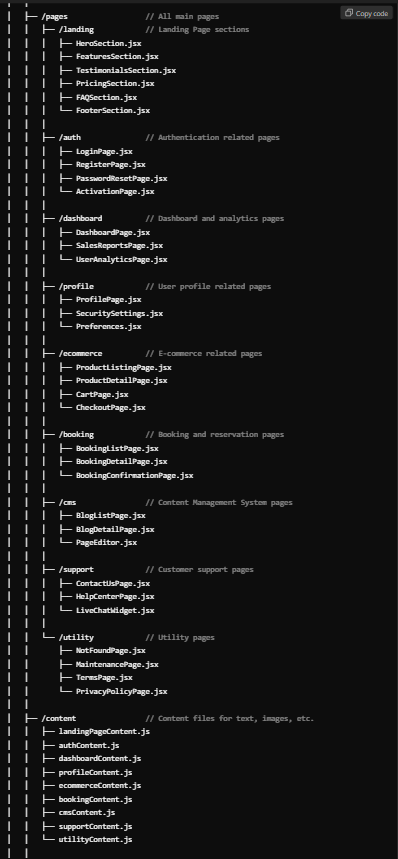 Copy code
├── /pages // All main pages
│ ├── /landing // Landing Page sections
│ │ ├── HeroSection.jsx
│ │ ├── FeaturesSection.jsx
│ │ ├── TestimonialsSection.jsx
│ │ ├── PricingSection.jsx
│ │ ├── FAQSection.jsx
│ │ └── FooterSection.jsx
│ ├── /auth // Authentication related pages
│ │ ├── LoginPage.jsx
│ │ ├── RegisterPage.jsx
│ │ ├── PasswordResetPage.jsx
│ │ └── ActivationPage.jsx
│ ├── /dashboard // Dashboard and analytics pages
│ │ ├── DashboardPage.jsx
│ │ ├── SalesReportsPage.jsx
│ │ └── UserAnalyticsPage.jsx
│ ├── /profile // User profile related pages
│ │ ├── ProfilePage.jsx
│ │ ├── SecuritySettings.jsx
│ │ └── Preferences.jsx
│ ├── /ecommerce // E-commerce related pages
│ │ ├── ProductListingPage.jsx
│ │ ├── ProductDetailPage.jsx
│ │ ├── CartPage.jsx
│ │ └── CheckoutPage.jsx
│ ├── /booking // Booking and reservation pages
│ │ ├── BookingListPage.jsx
│ │ ├── BookingDetailPage.jsx
│ │ └── BookingConfirmationPage.jsx
│ ├── /cms // Content Management System pages
│ │ ├── BlogListPage.jsx
│ │ ├── BlogDetailPage.jsx
│ │ └── PageEditor.jsx
│ ├── /support // Customer support pages
│ │ ├── ContactUsPage.jsx
│ │ ├── HelpCenterPage.jsx
│ │ └── LiveChatWidget.jsx
│ └── /utility // Utility pages
│ ├── NotFoundPage.jsx
│ ├── MaintenancePage.jsx
│ ├── TermsPage.jsx
│ └── PrivacyPolicyPage.jsx
├── /content // Content files for text, images, etc.
│ ├── landingPageContent.js
│ ├── authContent.js
│ ├── dashboardContent.js
│ ├── profileContent.js
│ ├── ecommerceContent.js
│ ├── bookingContent.js
│ ├── cmsContent.js
│ ├── supportContent.js
│ └── utilityContent.js